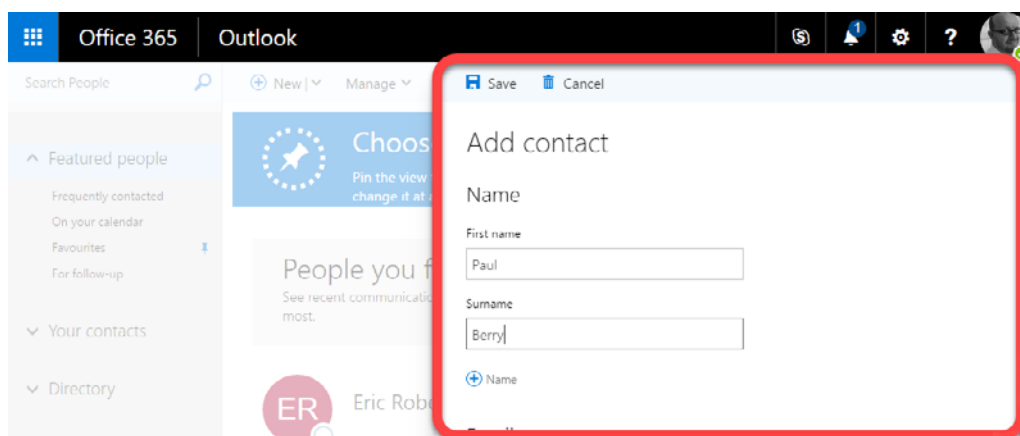 Office 365
Outlook
1
?
Search People
New
Manage
Save
Cancel
Featured people
Frequently contacted
On your calendar
Favourites
For follow-up
Your contacts
Directory
Choos
Pin the view
change it at
People you f
See recent communicatio
most.
ER
Eric Robe
Add contact
Name
First name
Paul
Surname
Berry
Name